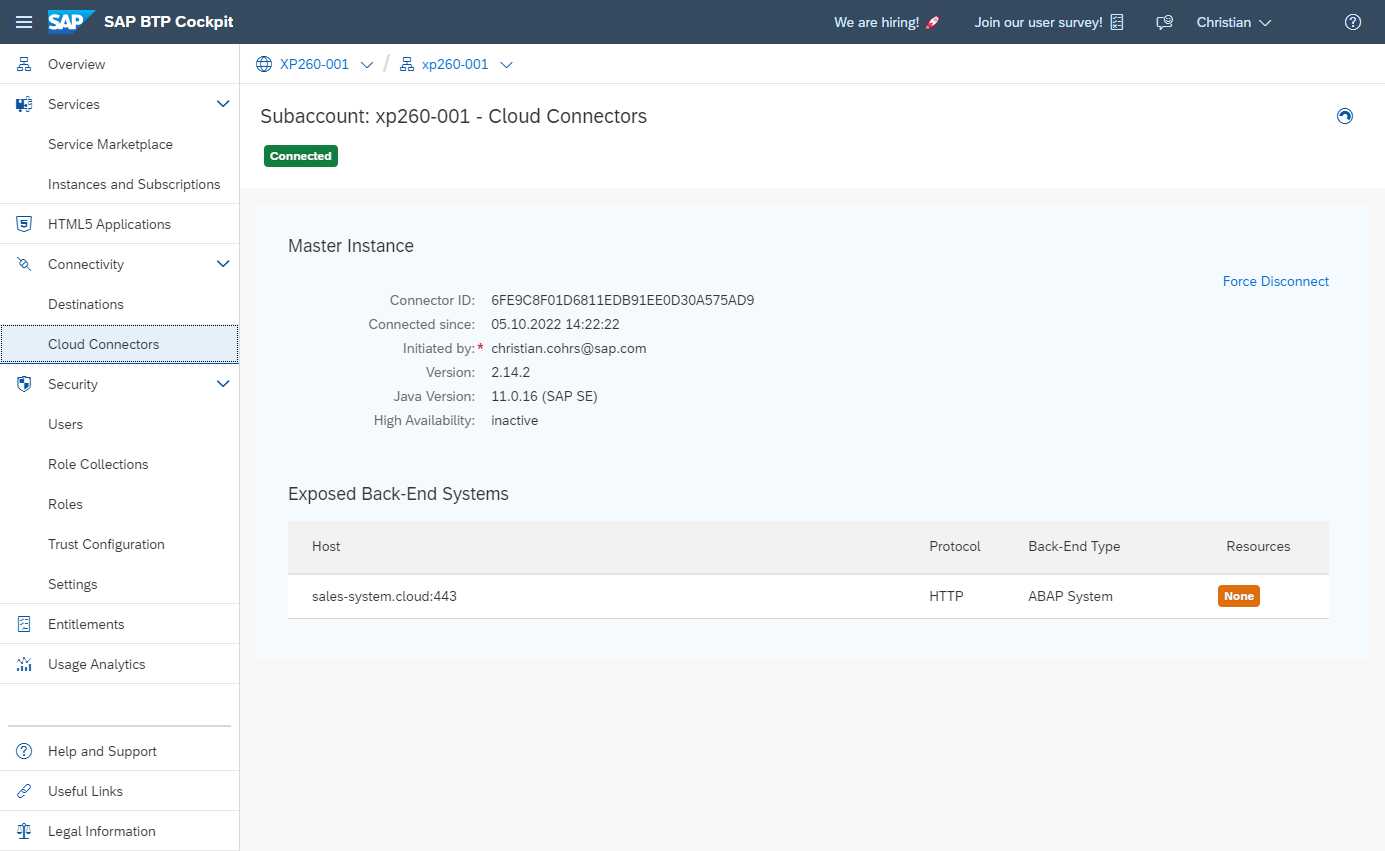 SAP SAP BTP Cockpit We are hiring! Join our user survey! Christian
Overview
Services
Service Marketplace
Instances and Subscriptions
HTML5 Applications
Connectivity
Destinations
Cloud Connectors
Security
Users
Role Collections
Roles
Trust Configuration
Settings
Entitlements
Usage Analytics
Help and Support
Useful Links
Legal Information
XP260-001 / xp260-001
Subaccount: xp260-001 - Cloud Connectors
Connected
Master Instance
Force Disconnect
Connector ID: 6FE9C8F01D6811EDB91EE0D30A575AD9
Connected since: 05.10.2022 14:22:22
Initiated by:* christian.cohrs@sap.com
Version: 2.14.2
Java Version: 11.0.16 (SAP SE)
High Availability: inactive
Exposed Back-End Systems
Host Protocol Back-End Type Resources
sales-system.cloud:443 HTTP ABAP System None